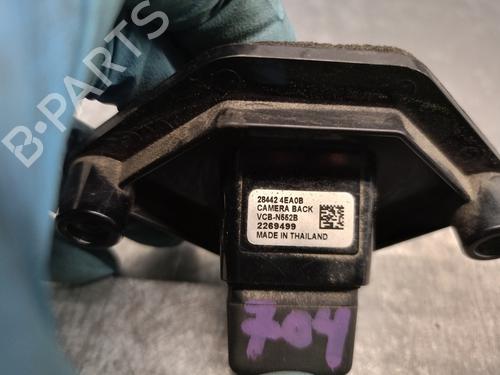 B-PARTS
28442 4EA0B
CAMERA BACK
VCB-N552B
2269499
MADE IN THAILAND
704